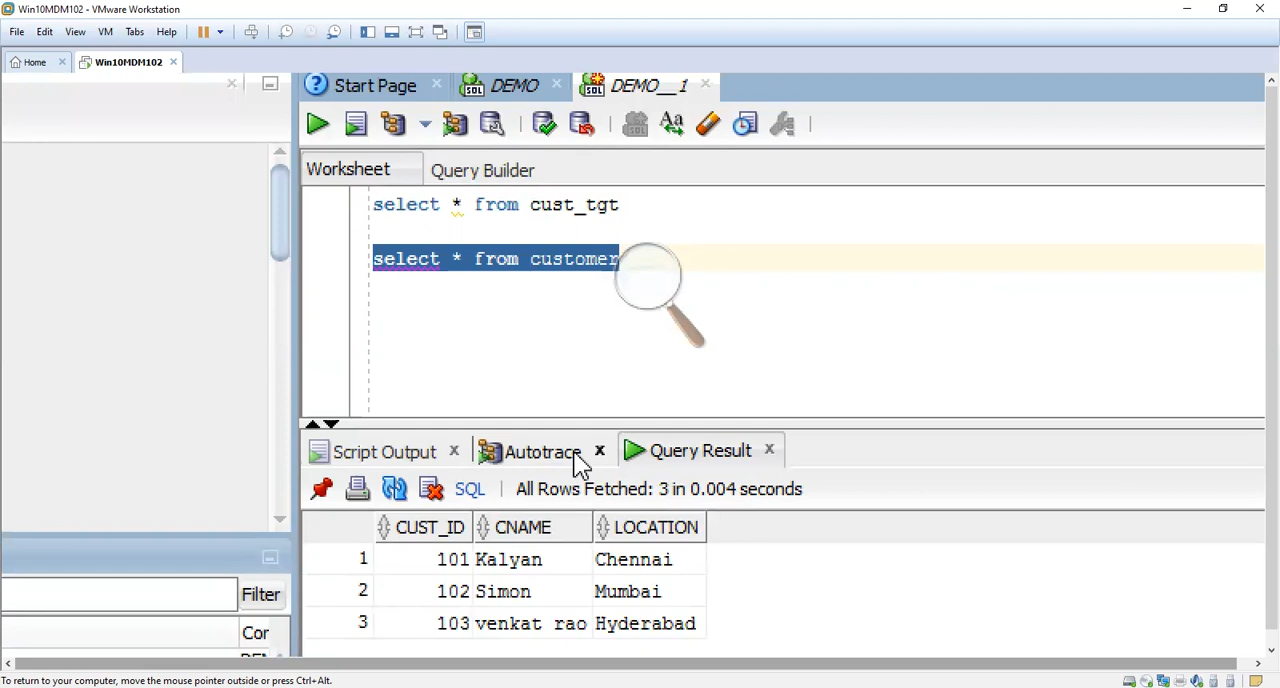 Win10MDM102 - VMware Workstation
File Edit View VM Tabs Help
Home Win10MDM102
Start Page DEMO DEMO__1
Worksheet Query Builder
select * from cust_tgt
select * from customer
Script Output Autotrace Query Result
SQL All Rows Fetched: 3 in 0.004 seconds
CUST_ID CNAME LOCATION
1 101 Kalyan Chennai
2 102 Simon Mumbai
3 103 venkat rao Hyderabad
Filter
Cor
To return to your computer, move the mouse pointer outside or press Ctrl+Alt.